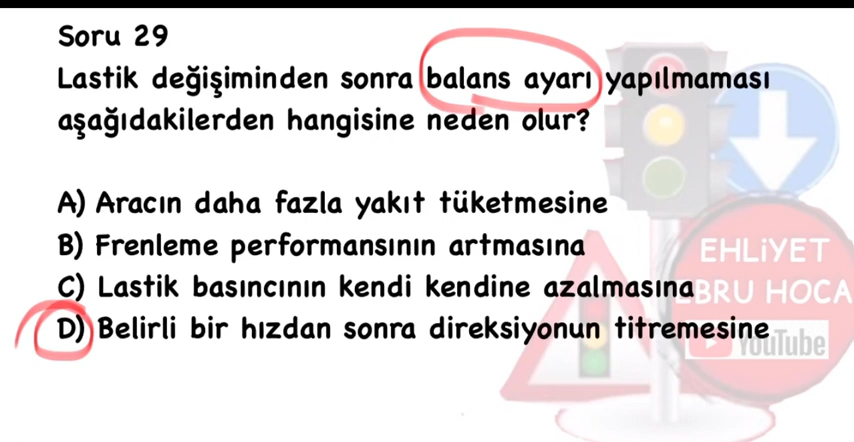 Soru 29
Lastik değişiminden sonra balans ayarı yapılmaması
aşağıdakilerden hangisine neden olur?
A) Aracın daha fazla yakıt tüketmesine
B) Frenleme performansının artmasına
C) Lastik basıncının kendi kendine azalmasına
D) Belirli bir hızdan sonra direksiyonun titremesine
EHLİYET
EBRU HOCA
YouTube